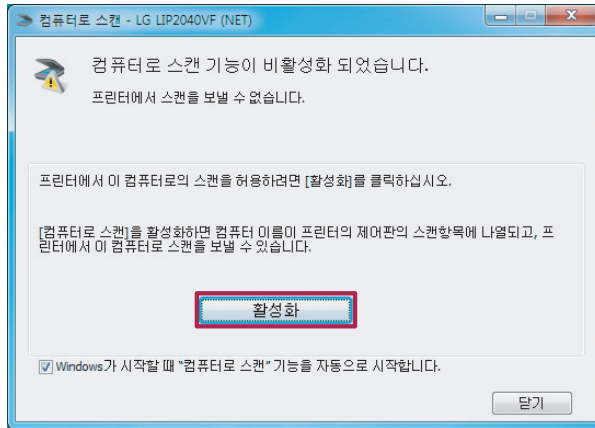 컴퓨터로 스캔 - LG LIP2040VF (NET)
컴퓨터로 스캔 기능이 비활성화 되었습니다.
프린터에서 스캔을 보낼 수 없습니다.
프린터에서 이 컴퓨터로의 스캔을 허용하려면 [활성화]를 클릭하십시오.
[컴퓨터로 스캔]을 활성화하면 컴퓨터 이름이 프린터의 제어판의 스캔항목에 나열되고, 프
린터에서 이 컴퓨터로 스캔을 보낼 수 있습니다.
활성화
Windows가 시작할 때 "컴퓨터로 스캔" 기능을 자동으로 시작합니다.
닫기